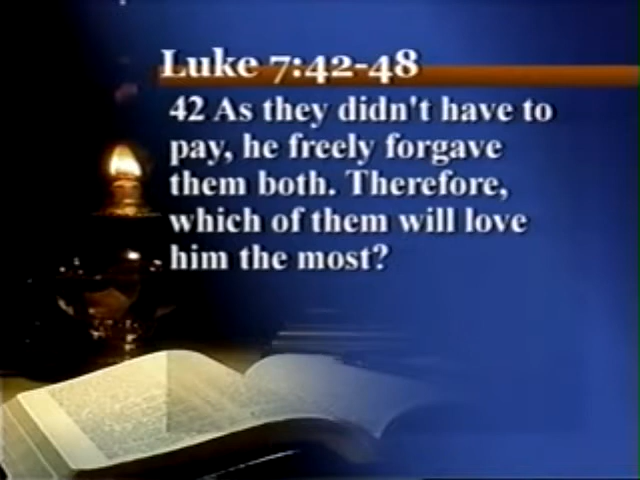 Luke 7:42-48
42 As they didn't have to
pay, he freely forgave
them both. Therefore,
which of them will love
him the most?